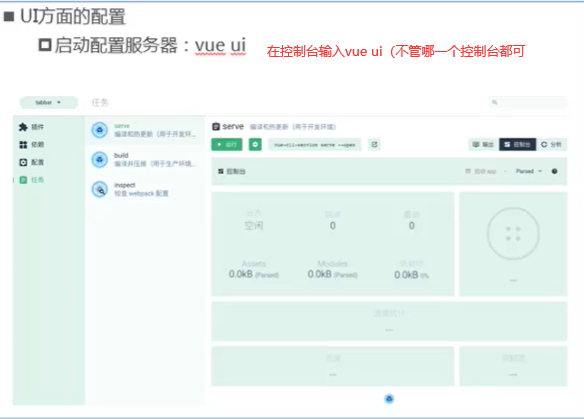 UI方面的配置
启动配置服务器：vue ui
在控制台输入vue ui（不管哪一个控制台都可
tabbar
任务
插件
依赖
配置
任务
serve
编译和热更新（用于开发环...
build
编译并压缩（用于生产环境...
inspect
检查 webpack 配置
serve 编译和热更新（用于开发环境）
运行
vue-cli-service serve --open
输出
控制台
分析
控制台
启动 app
Parsed
状态
空闲
错误
0
警告
0
Assets
0.0kB (Parsed)
Modules
0.0kB (Parsed)
0.0kB 0%
--
--
资源
--
--